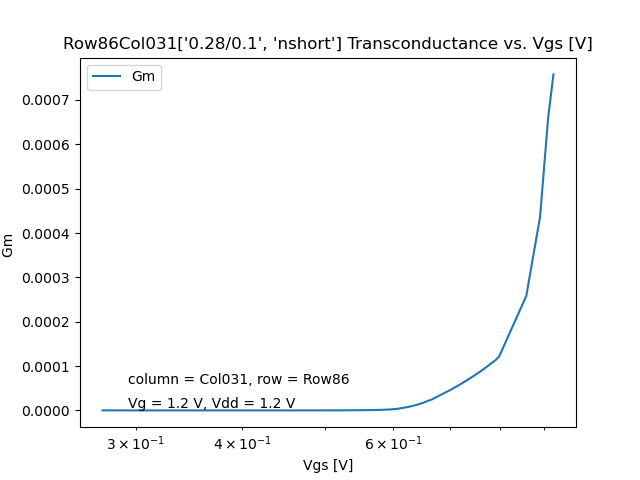 Row86Col031['0.28/0.1', 'nshort'] Transconductance vs. Vgs [V]
Gm
0.0007
0.0006
0.0005
0.0004
0.0003
0.0002
0.0001
0.0000
Gm
column = Col031, row = Row86
Vg = 1.2 V, Vdd = 1.2 V
3 × 10⁻¹ 4 × 10⁻¹ 6 × 10⁻¹
Vgs [V]